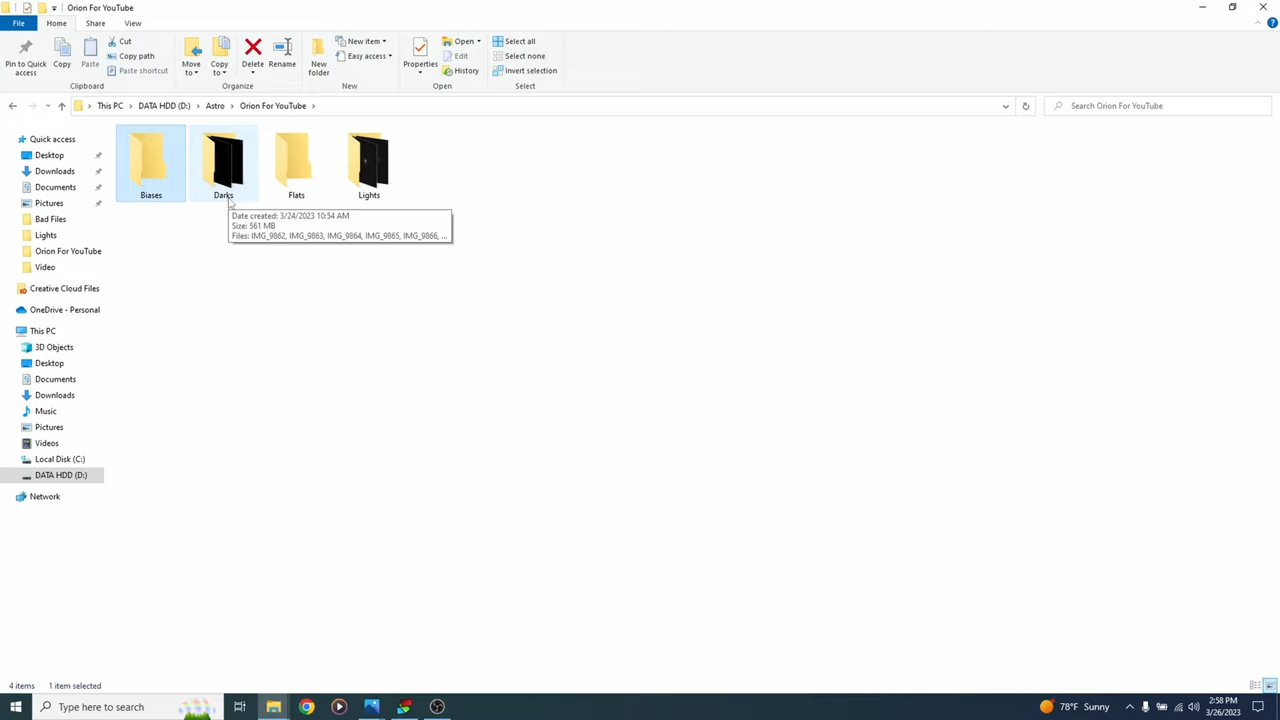 Orion For YouTube
File
Home
Share
View
Pin to Quick access
Copy
Paste
Cut
Copy path
Paste shortcut
Clipboard
Move to
Copy to
Delete
Rename
Organize
New folder
New item
Easy access
New
Properties
Open
Edit
History
Open
Select all
Select none
Invert selection
Select
This PC
DATA HDD (D:)
Astro
Orion For YouTube
Search Orion For YouTube
Quick access
Desktop
Downloads
Documents
Pictures
Bad Files
Lights
Orion For YouTube
Video
Creative Cloud Files
OneDrive - Personal
This PC
3D Objects
Desktop
Documents
Downloads
Music
Pictures
Videos
Local Disk (C:)
DATA HDD (D:)
Network
Biases
Darks
Flats
Lights
Date created: 3/24/2023 10:54 AM
Size: 561 MB
Files: IMG_9862, IMG_9863, IMG_9864, IMG_9865, IMG_9866, ...
4 items
1 item selected
Type here to search
78°F Sunny
2:58 PM
3/26/2023